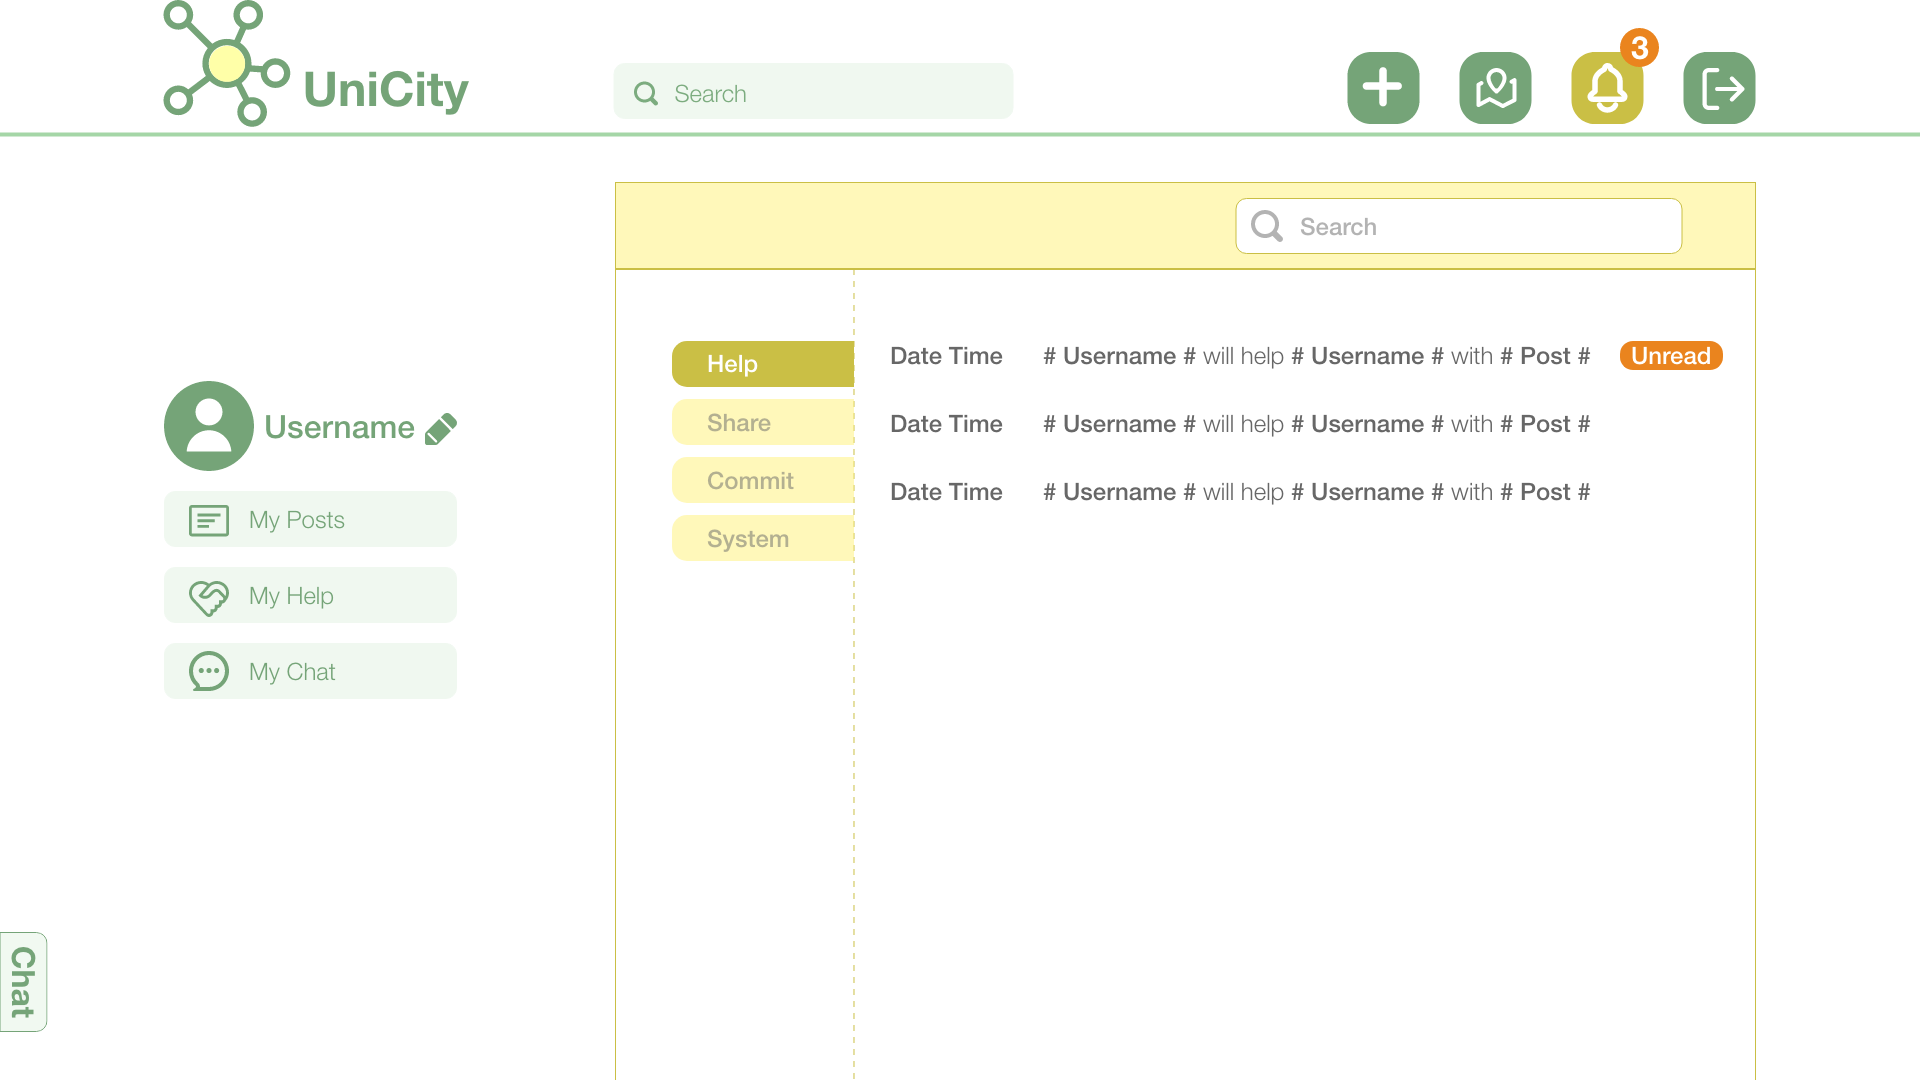 UniCity
Search
3
Search
Help
Share
Commit
System
Date Time # Username # will help # Username # with # Post # Unread
Date Time # Username # will help # Username # with # Post #
Date Time # Username # will help # Username # with # Post #
Username
My Posts
My Help
My Chat
Chat